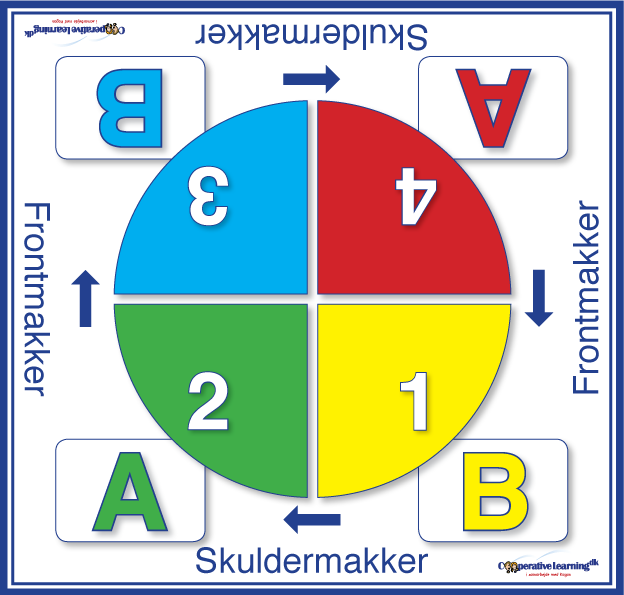 Cooperative Learning.dk
i samarbejde med Kagan
Skuldermakker
B
A
3
4
Frontmakker
Frontmakker
2
1
A
B
Skuldermakker
Cooperative Learning.dk
i samarbejde med Kagan